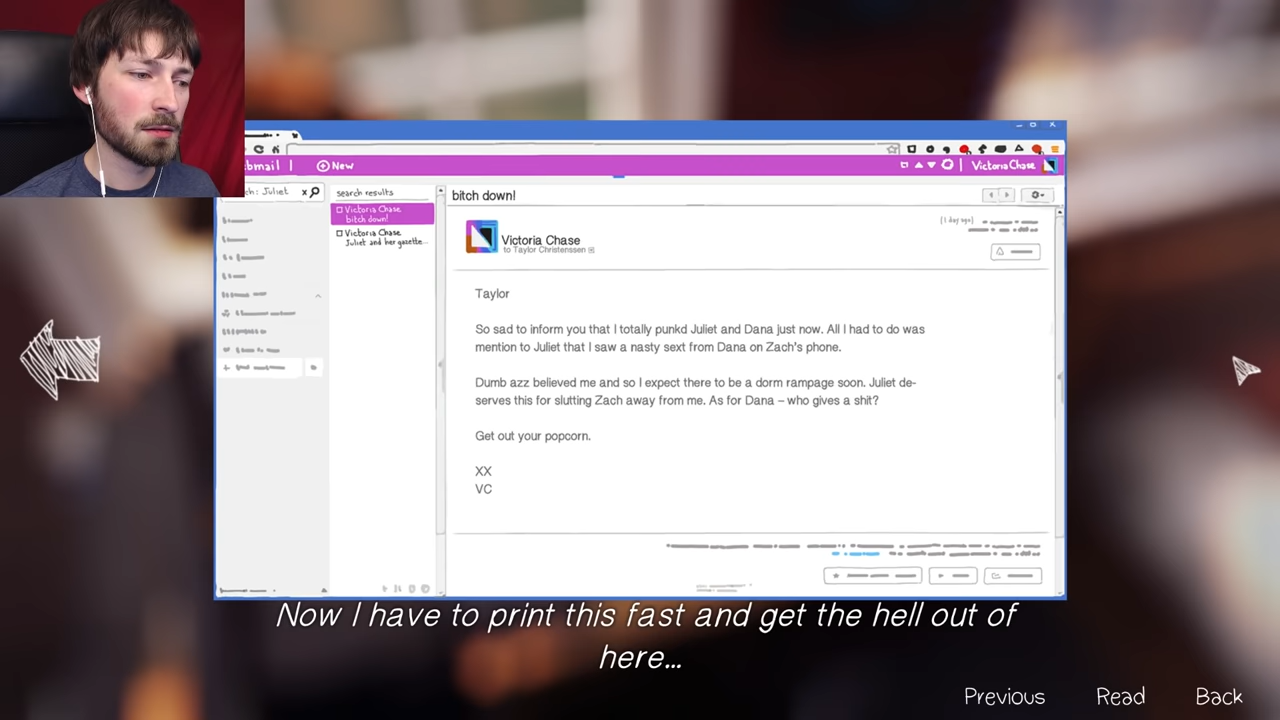 bmail | New
Victoria Chase
ch: Juliet x
search results
Victoria Chase
bitch down!
Victoria Chase
Juliet and her gazette...
bitch down!
Victoria Chase
to Taylor Christenssen
(1 day ago)
Taylor
So sad to inform you that I totally punkd Juliet and Dana just now. All I had to do was
mention to Juliet that I saw a nasty sext from Dana on Zach's phone.
Dumb azz believed me and so I expect there to be a dorm rampage soon. Juliet de-
serves this for slutting Zach away from me. As for Dana – who gives a shit?
Get out your popcorn.
XX
VC
Now I have to print this fast and get the hell out of
here...
Previous Read Back